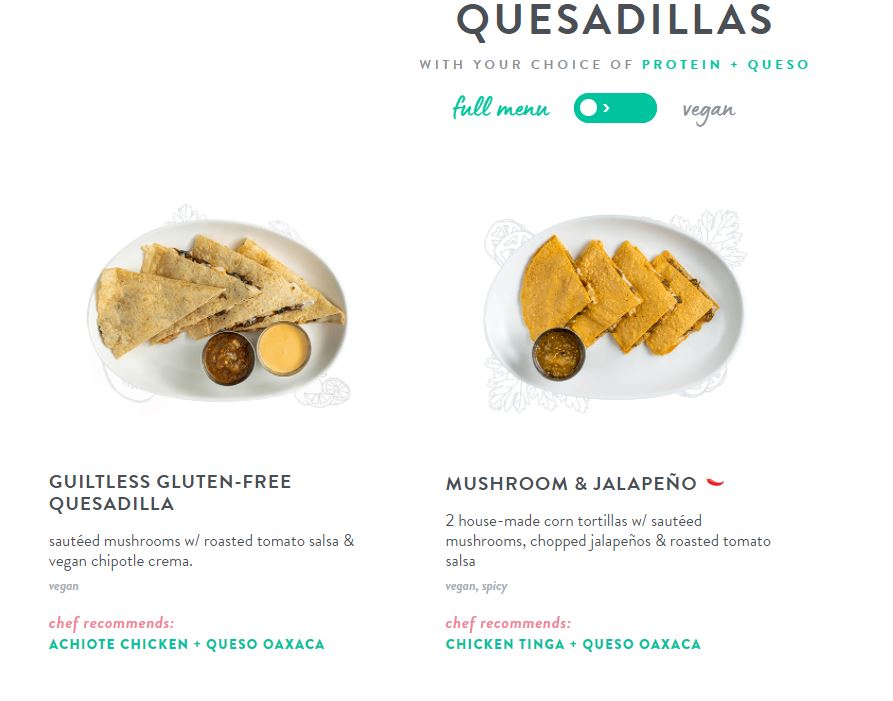 QUESADILLAS
WITH YOUR CHOICE OF PROTEIN + QUESO
full menu
vegan
GUILTLESS GLUTEN-FREE
QUESADILLA
sautéed mushrooms w/ roasted tomato salsa &
vegan chipotle crema.
vegan
chef recommends:
ACHIOTE CHICKEN + QUESO OAXACA
MUSHROOM & JALAPEÑO
2 house-made corn tortillas w/ sautéed
mushrooms, chopped jalapeños & roasted tomato
salsa
vegan, spicy
chef recommends:
CHICKEN TINGA + QUESO OAXACA